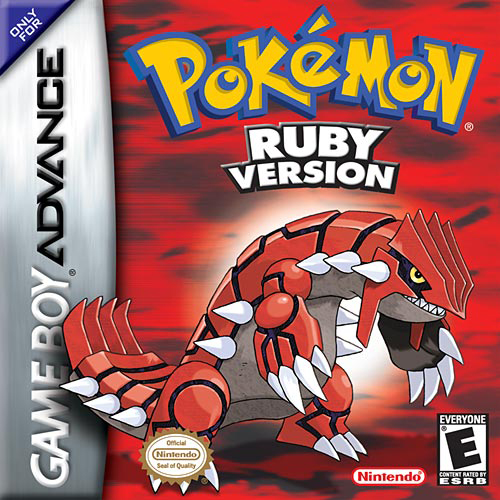 ONLY
FOR
GAME BOY ADVANCE
POKéMON®
RUBY
VERSION
Official
Nintendo®
Seal of Quality
Nintendo®
EVERYONE
E
CONTENT RATED BY
ESRB